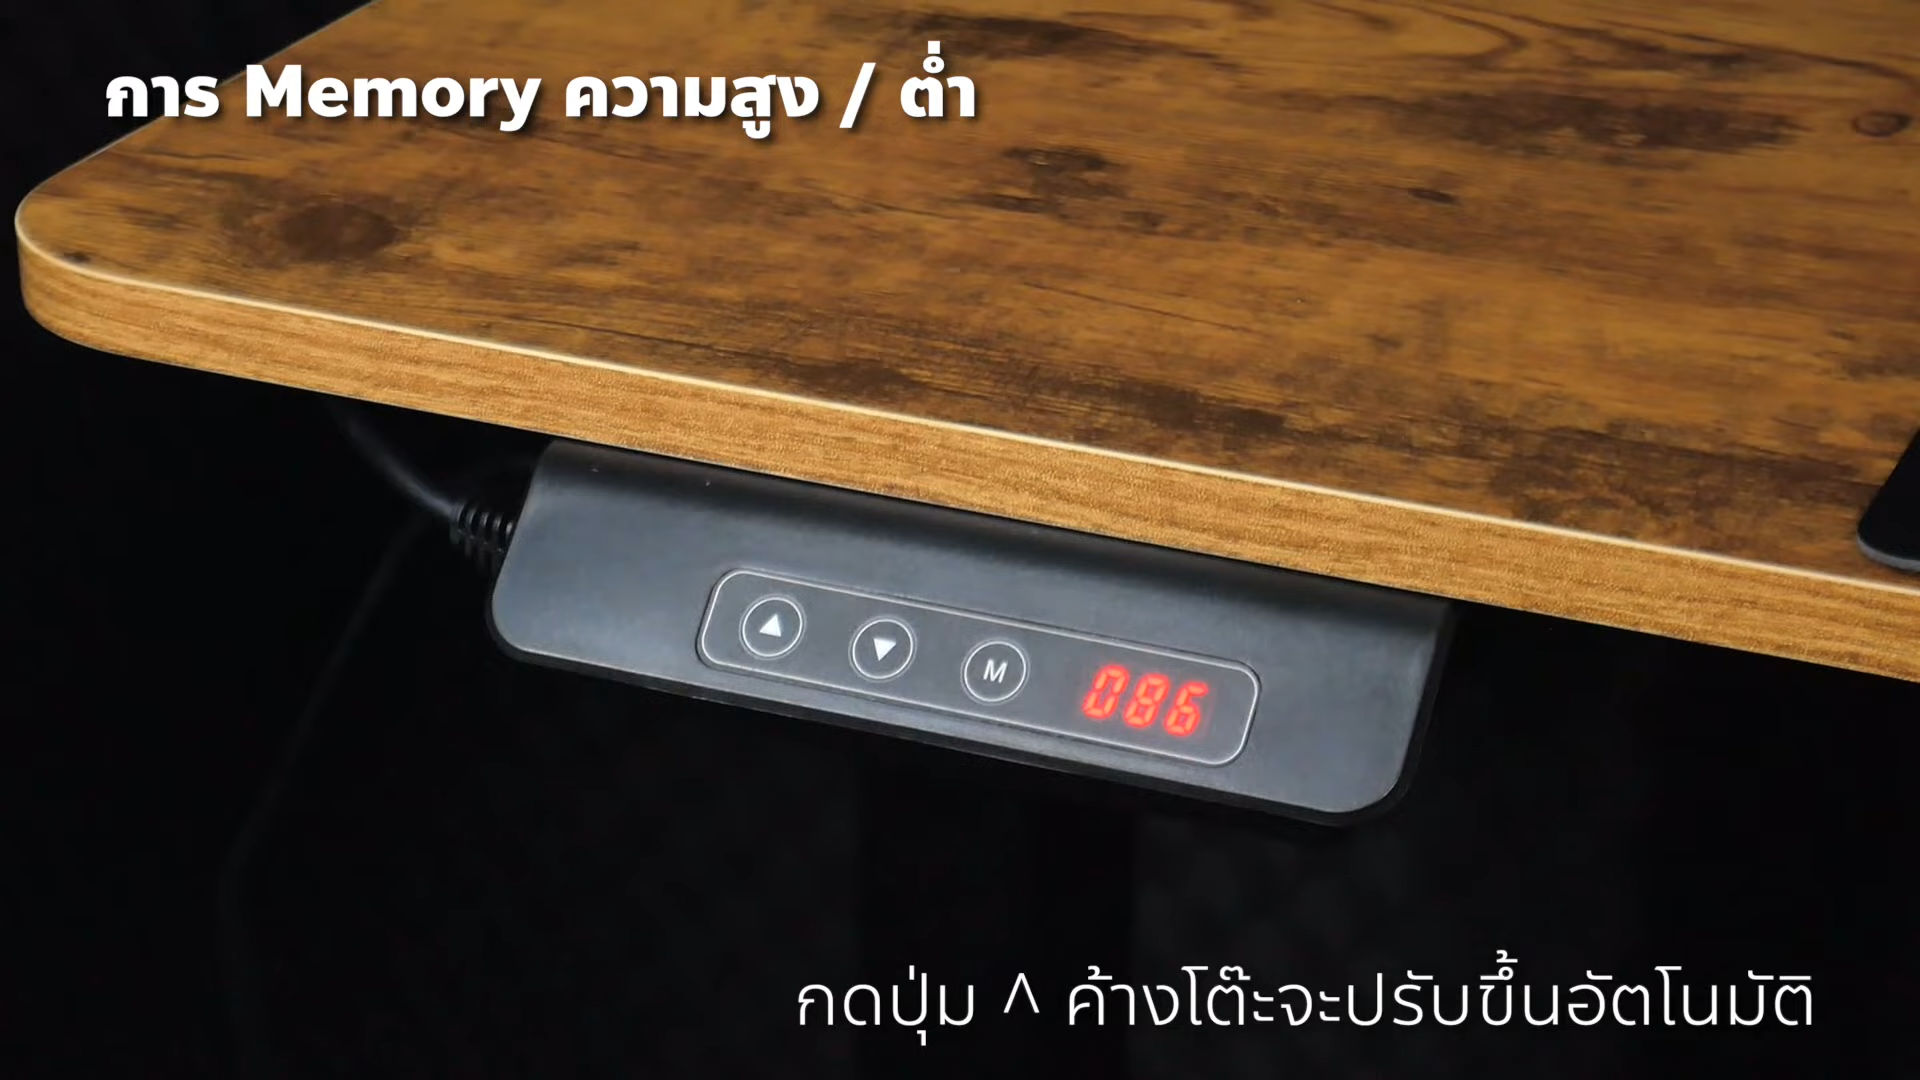 การ Memory ความสูง / ต่ำ
M
086
กดปุ่ม ^ ค้างโต๊ะจะปรับขึ้นอัตโนมัติ